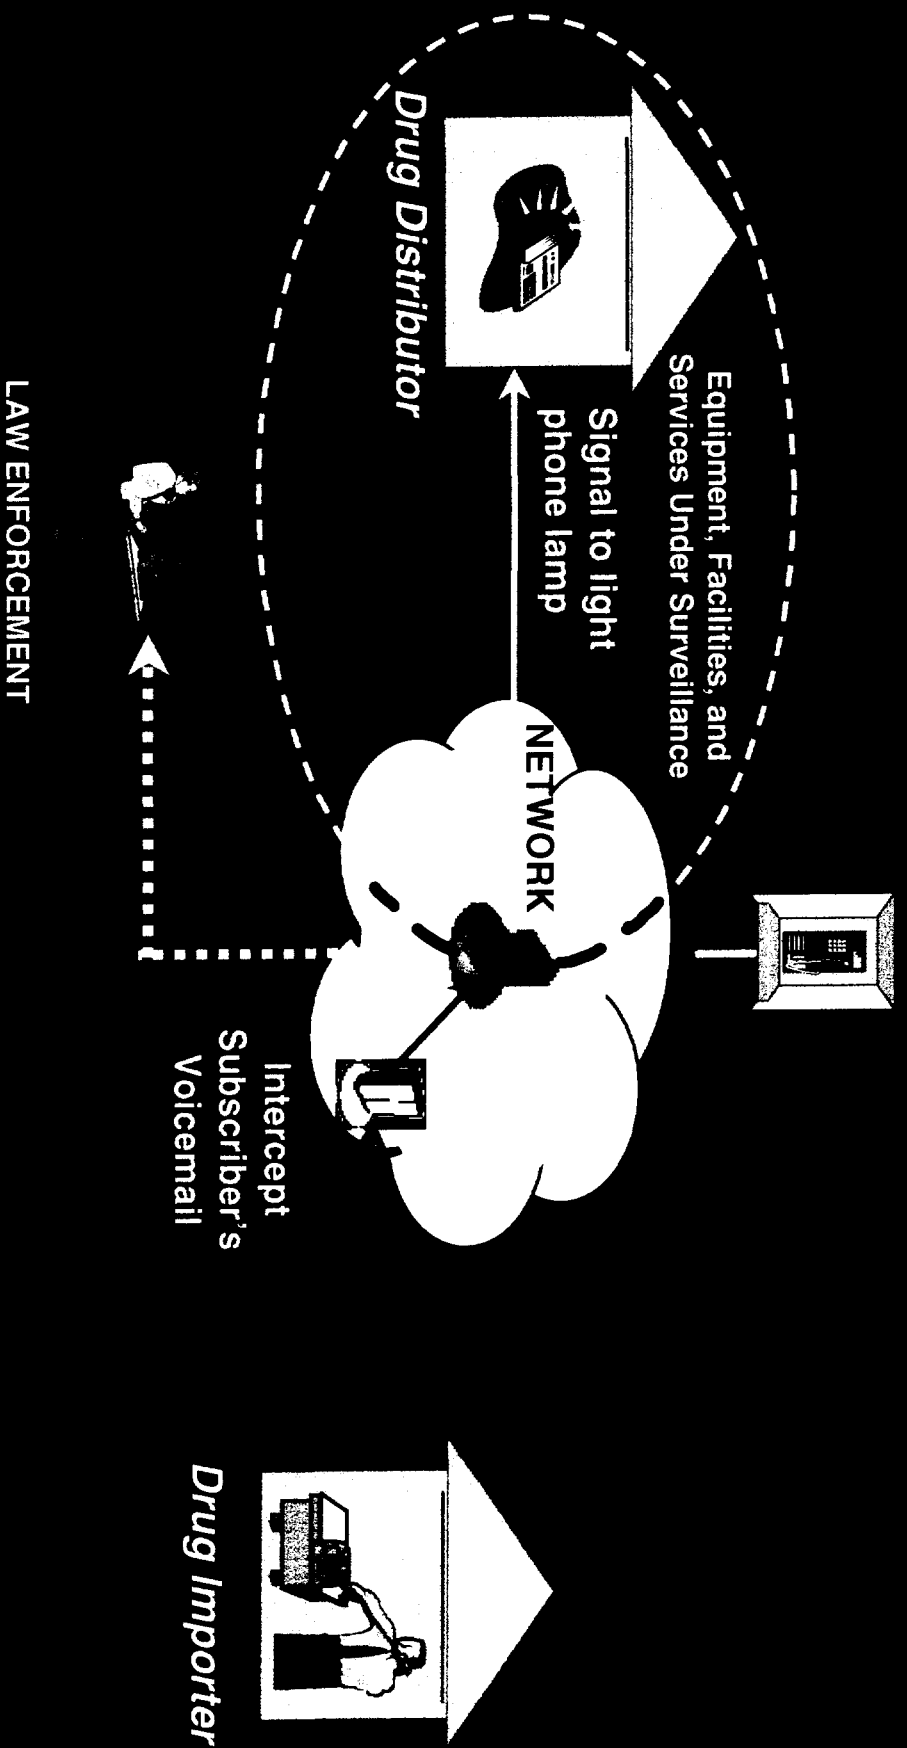 Equipment, Facilities, and
Services Under Surveillance
Signal to light
phone lamp
NETWORK
Drug Distributor
Intercept
Subscriber's
Voicemail
Drug Importer
LAW ENFORCEMENT